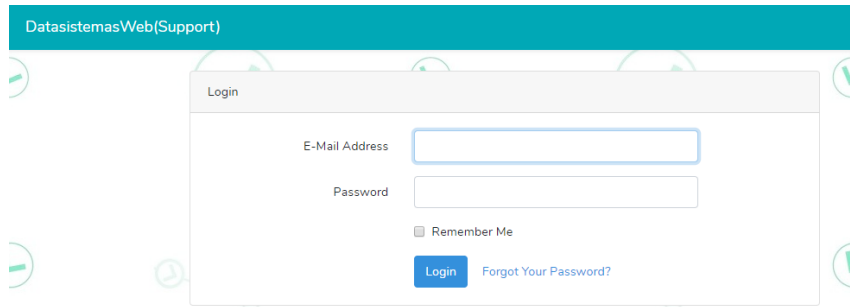 DatasistemasWeb(Support)
Login
E-Mail Address
Password
Remember Me
Login Forgot Your Password?